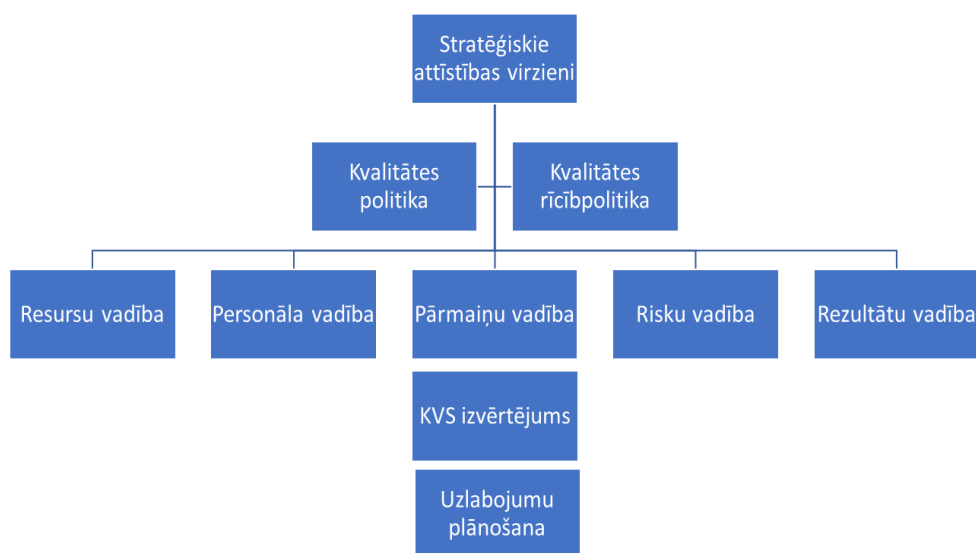 Stratēģiskie
attīstības virzieni
Kvalitātes
politika
Kvalitātes
rīcībpolitika
Resursu vadība
Personāla vadība
Pārmaiņu vadība
Risku vadība
Rezultātu vadība
KVS izvērtējums
Uzlabojumu
plānošana